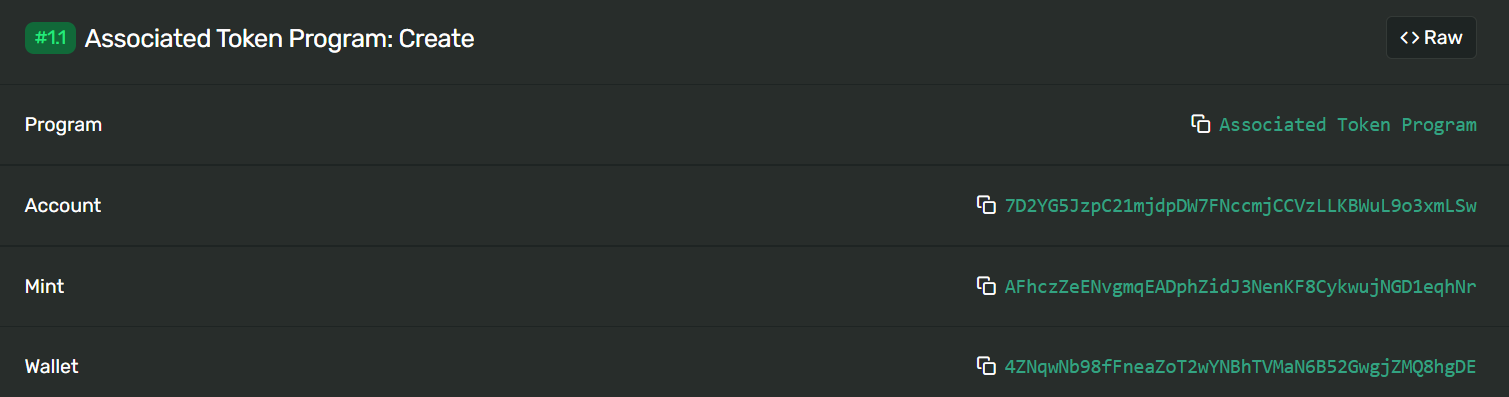 #1.1 Associated Token Program: Create <> Raw
Program Associated Token Program
Account 7D2YG5JzpC21mjdpDW7FNccmjCCVzLLKBWuL9o3xmLSw
Mint AFhczZeENvgmqEADphZidJ3NenKF8CykwujNGD1eqhNr
Wallet 4ZNqwNb98fFneaZoT2wYNBhTVMaN6B52GwgjZMQ8hgDE